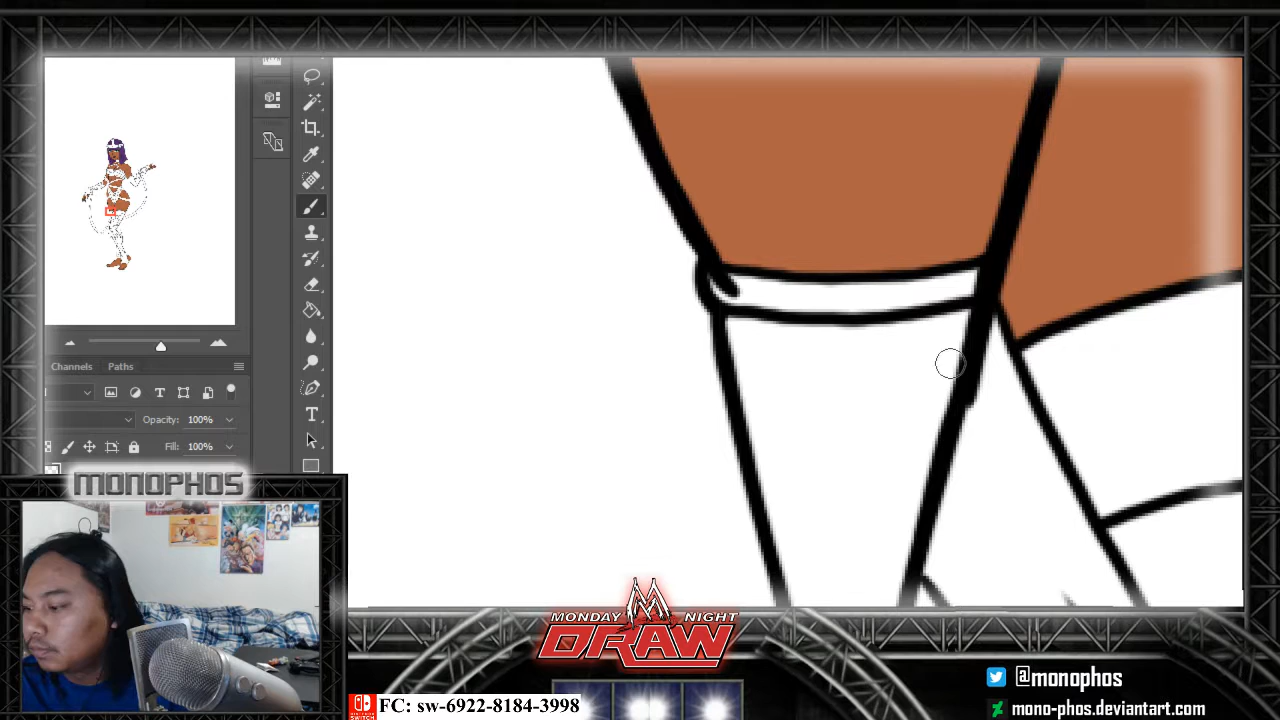 Channels Paths
Opacity: 100%
Fill: 100%
MONOPHOS
MONDAY NIGHT
DRAW
@monophos
FC: sw-6922-8184-3998
mono-phos.deviantart.com